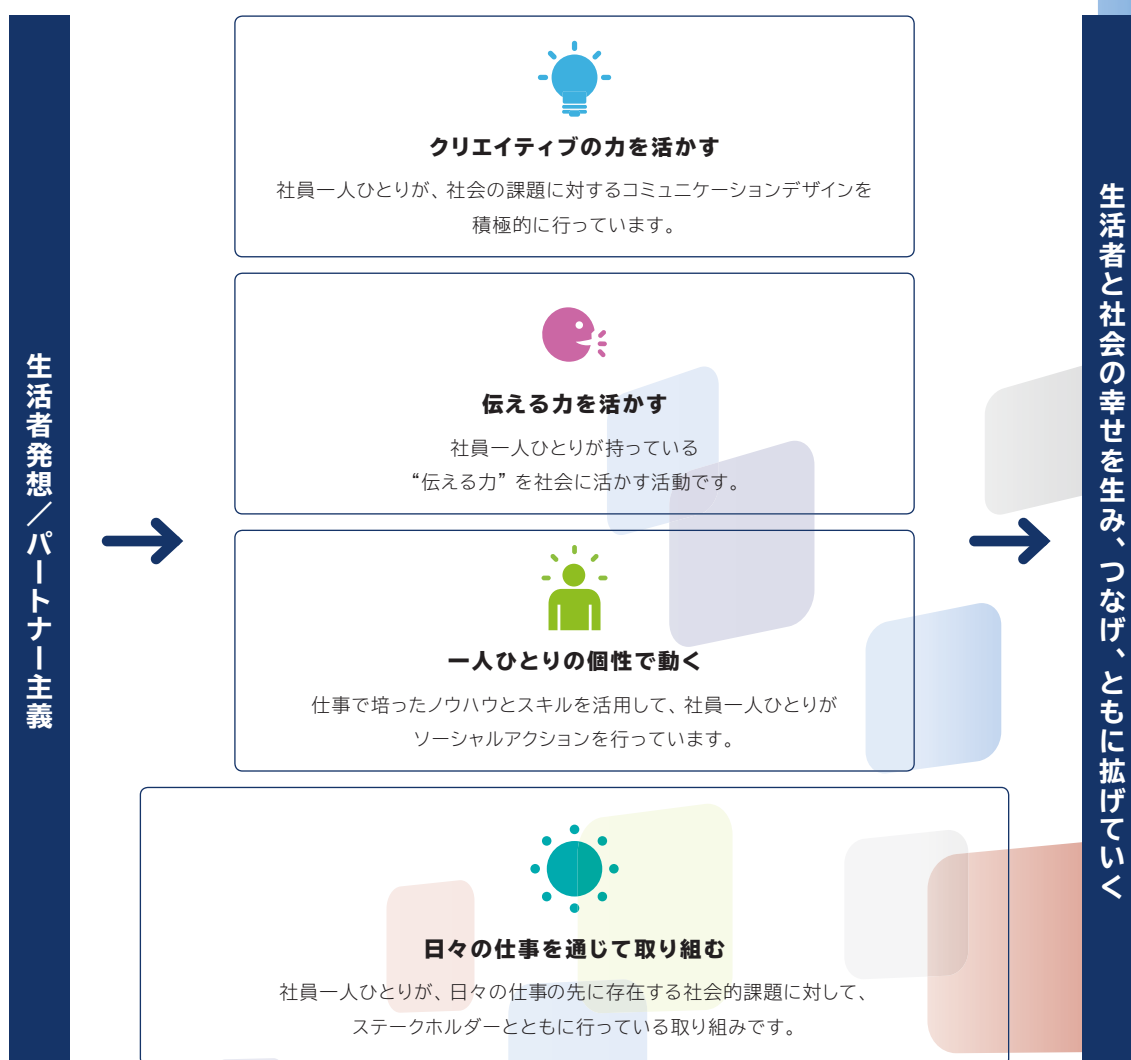 生活者発想／パートナー主義
クリエイティブの力を活かす
社員一人ひとりが、社会の課題に対するコミュニケーションデザインを
積極的に行っています。
伝える力を活かす
社員一人ひとりが持っている
“伝える力” を社会に活かす活動です。
一人ひとりの個性で動く
仕事で培ったノウハウとスキルを活用して、社員一人ひとりが
ソーシャルアクションを行っています。
日々の仕事を通じて取り組む
社員一人ひとりが、日々の仕事の先に存在する社会的課題に対して、
ステークホルダーとともに行っている取り組みです。
生活者と社会の幸せを生み、つなげ、ともに拡げていく